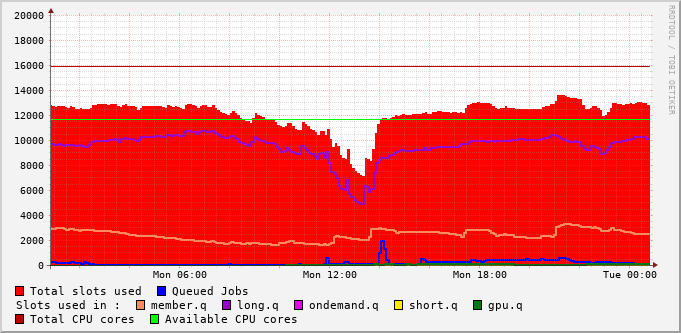 20000
18000
16000
14000
12000
10000
8000
6000
4000
2000
0
Mon 06:00 Mon 12:00 Mon 18:00 Tue 00:00
RRDTOOL / TOBI OETIKER
Total slots used Queued Jobs
Slots used in : member.q long.q ondemand.q short.q gpu.q
Total CPU cores Available CPU cores